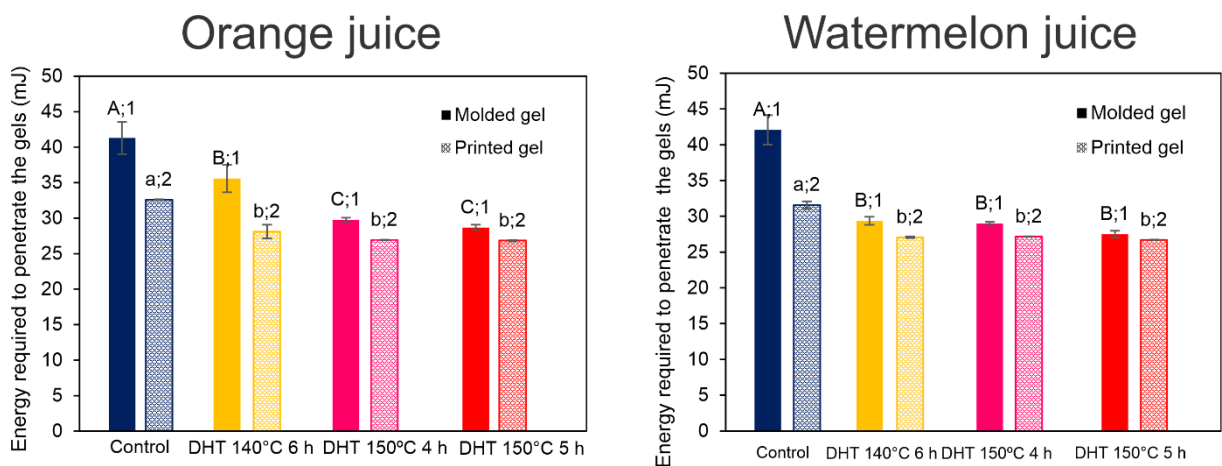 Orange juice
Energy required to penetrate the gels (mJ)
50
45
40
35
30
25
20
15
10
5
0
A;1
a;2
B;1
b;2
C;1
b;2
C;1
b;2
Molded gel
Printed gel
Control
DHT 140°C 6 h
DHT 150ºC 4 h
DHT 150°C 5 h
Watermelon juice
Energy required to penetrate the gels (mJ)
50
45
40
35
30
25
20
15
10
5
0
A;1
a;2
B;1
b;2
B;1
b;2
B;1
b;2
Molded gel
Printed gel
Control
DHT 140°C 6 h
DHT 150ºC 4 h
DHT 150°C 5 h